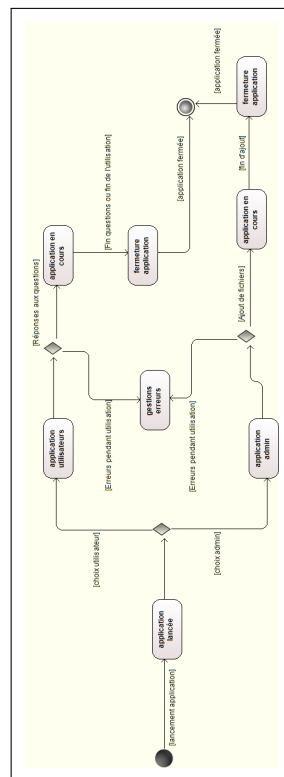 [lancement application]
application
lancée
[choix utilisateur]
[choix admin]
application
utilisateurs
application
admin
[Erreurs pendant utilisation]
[Erreurs pendant utilisation]
gestions
erreurs
[Réponses aux questions]
[Ajout de fichiers]
application en
cours
application en
cours
[Fin questions ou fin de l'utilisation]
[fin d'ajout]
fermeture
application
fermeture
application
[application fermée]
[application fermée]